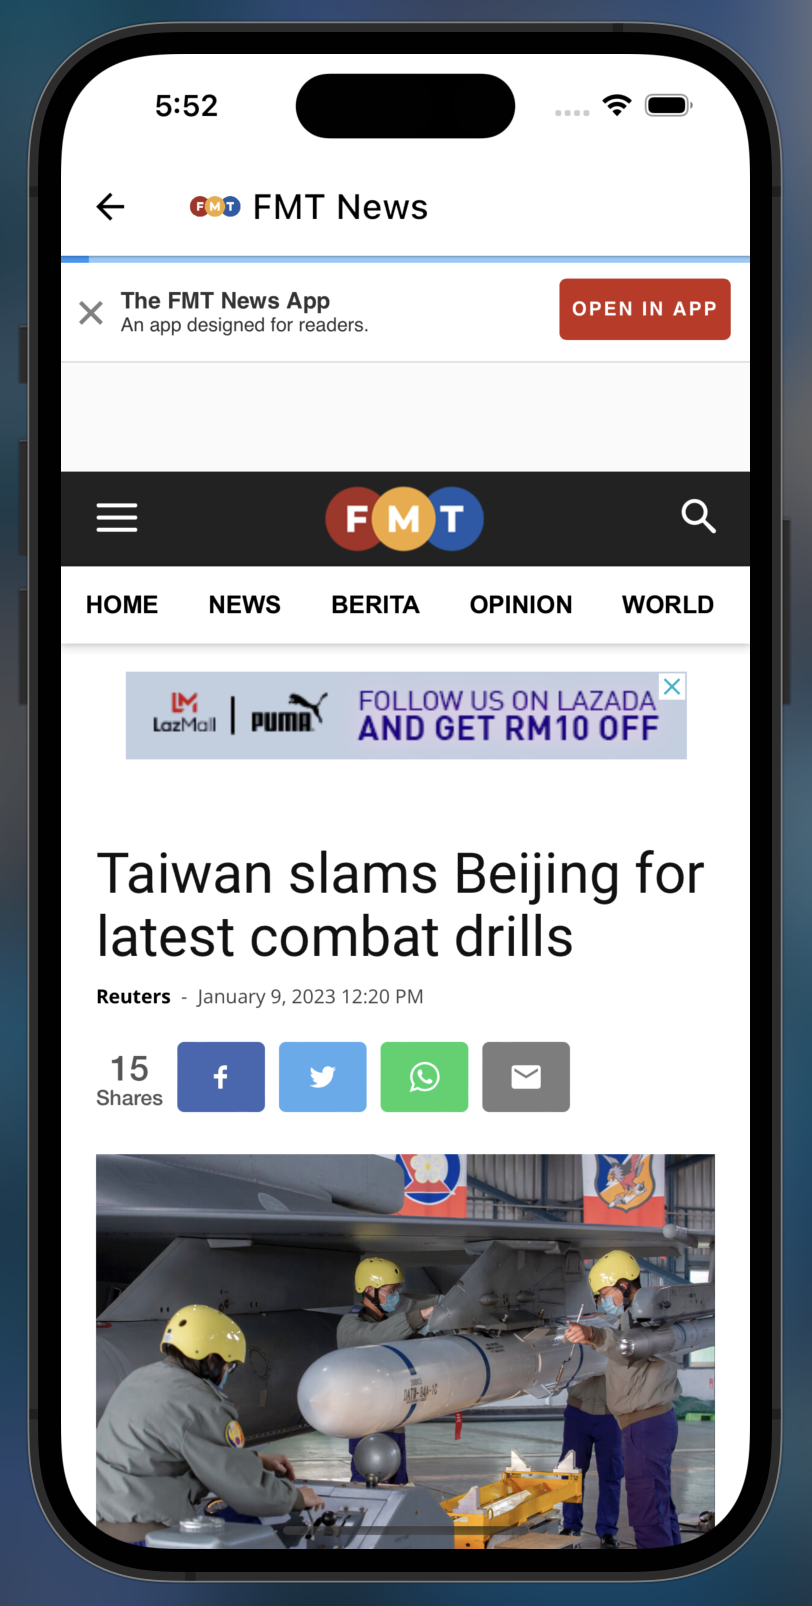 5:52
FMT FMT News
The FMT News App
An app designed for readers.
OPEN IN APP
FMT
HOME NEWS BERITA OPINION WORLD
LM
LazMall
PUMA
FOLLOW US ON LAZADA
AND GET RM10 OFF
Taiwan slams Beijing for
latest combat drills
Reuters - January 9, 2023 12:20 PM
15
Shares
f